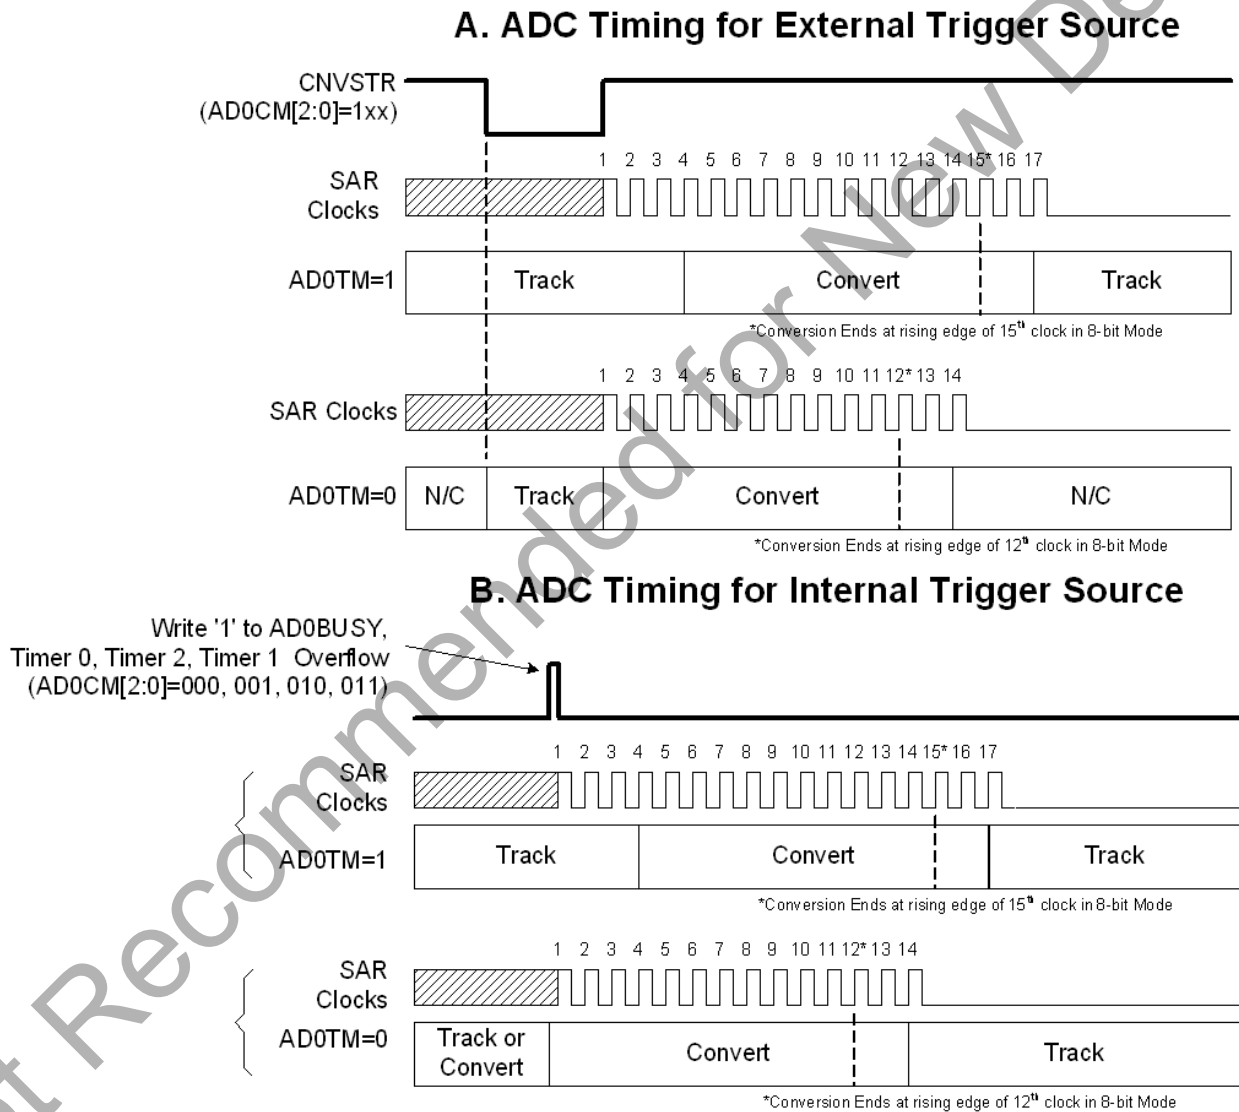 A. ADC Timing for External Trigger Source
CNVSTR
(AD0CM[2:0]=1xx)
1 2 3 4 5 6 7 8 9 10 11 12 13 14 15* 16 17
SAR
Clocks
AD0TM=1
Track
Convert
Track
*Conversion Ends at rising edge of 15th clock in 8-bit Mode
1 2 3 4 5 6 7 8 9 10 11 12* 13 14
SAR Clocks
AD0TM=0
N/C
Track
Convert
N/C
*Conversion Ends at rising edge of 12th clock in 8-bit Mode
B. ADC Timing for Internal Trigger Source
Write '1' to AD0BUSY,
Timer 0, Timer 2, Timer 1 Overflow
(AD0CM[2:0]=000, 001, 010, 011)
1 2 3 4 5 6 7 8 9 10 11 12 13 14 15* 16 17
SAR
Clocks
AD0TM=1
Track
Convert
Track
*Conversion Ends at rising edge of 15th clock in 8-bit Mode
1 2 3 4 5 6 7 8 9 10 11 12* 13 14
SAR
Clocks
AD0TM=0
Track or
Convert
Convert
Track
*Conversion Ends at rising edge of 12th clock in 8-bit Mode
Recommended for New